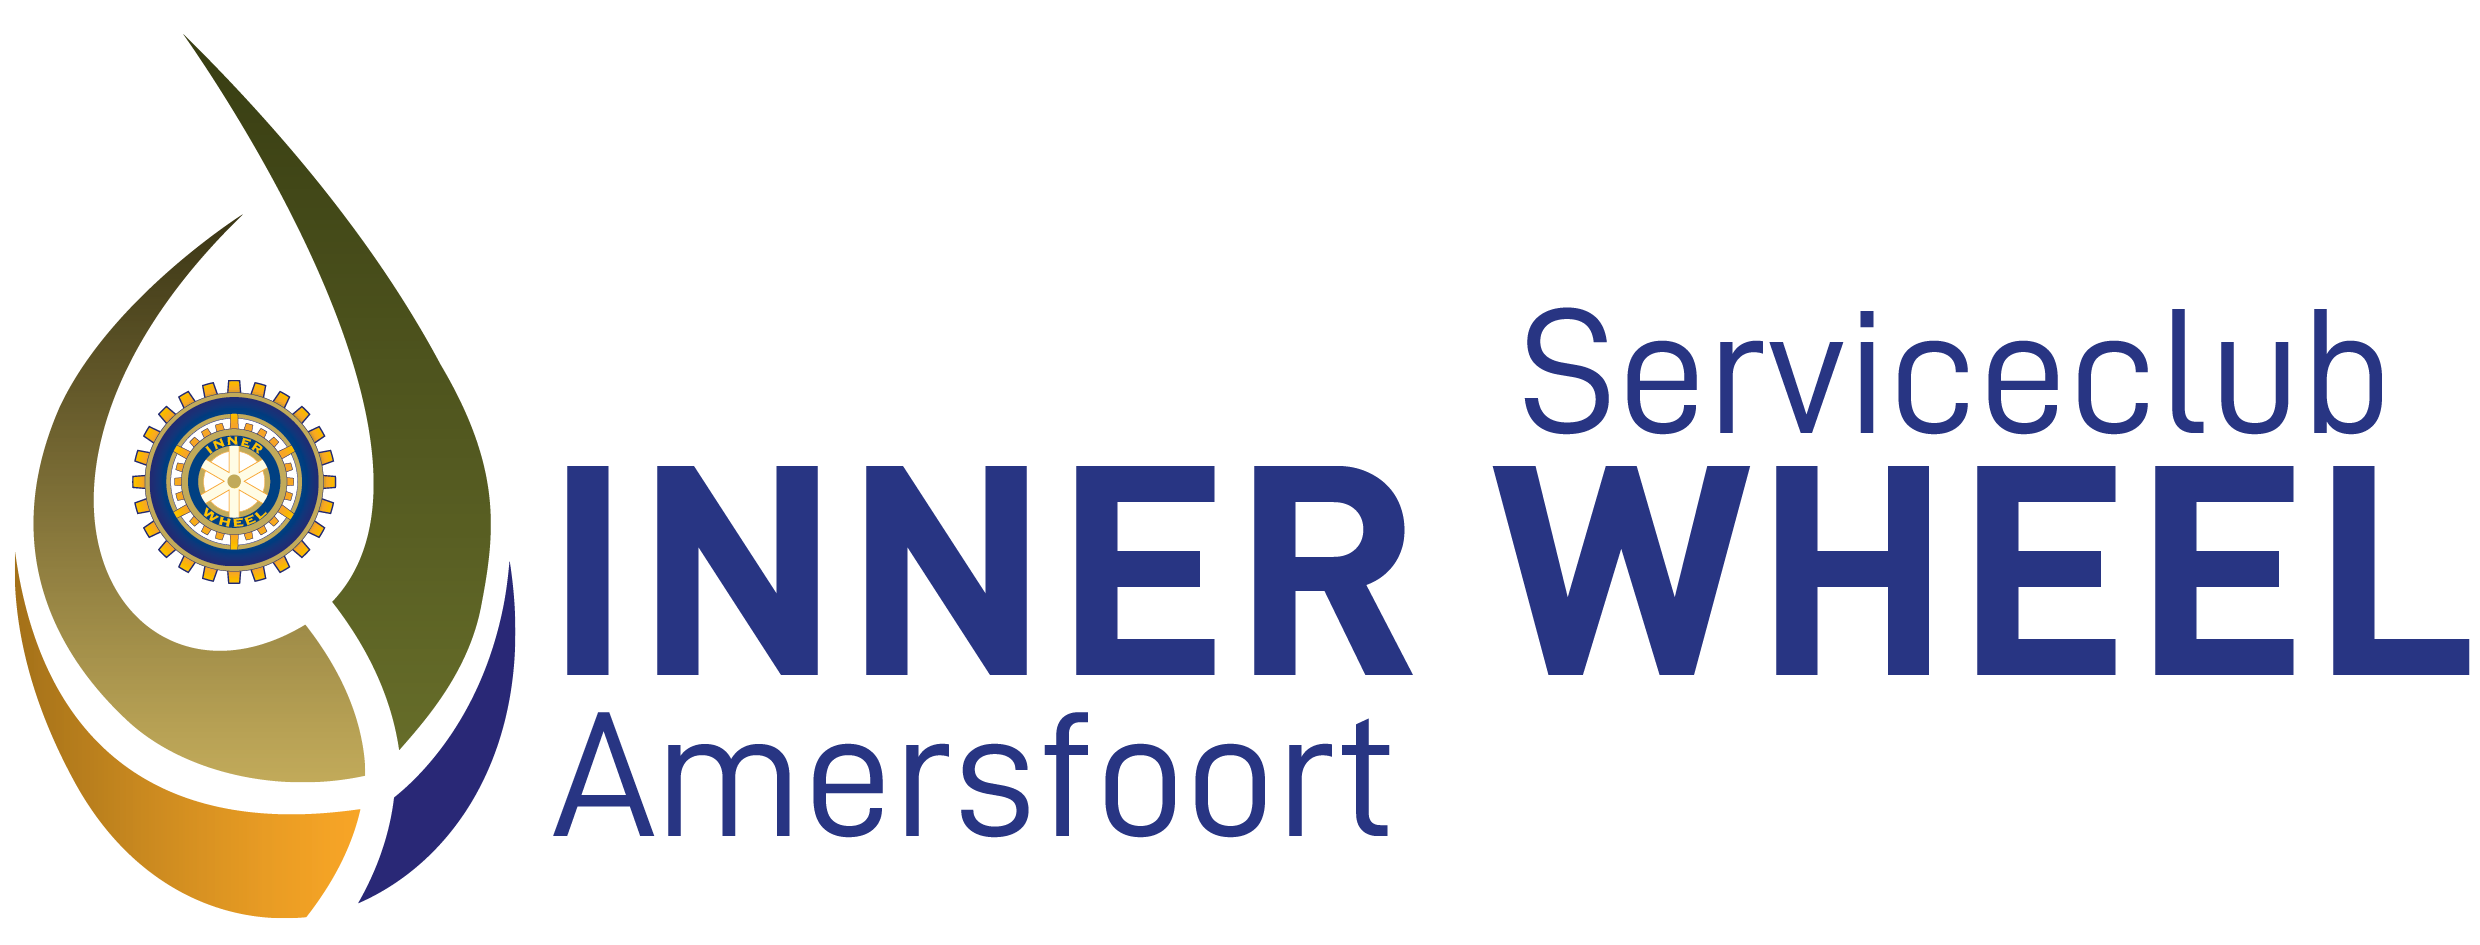 Serviceclub
INNER WHEEL
Amersfoort
INNER
WHEEL